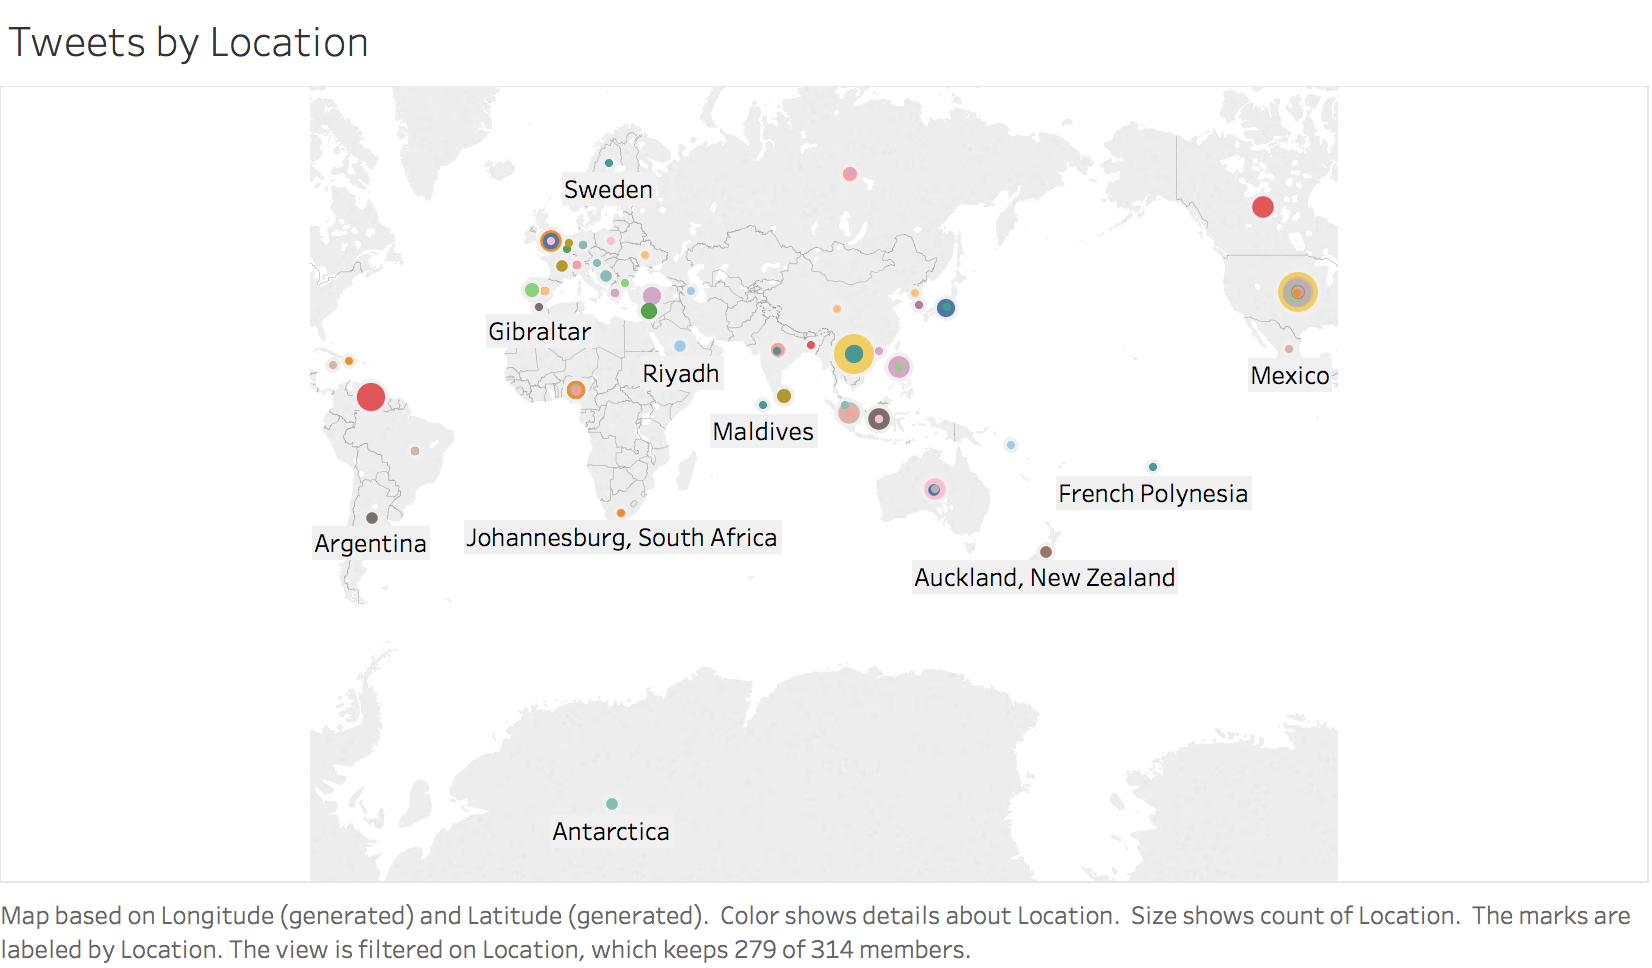 Tweets by Location
Sweden
Gibraltar
Riyadh
Mexico
Maldives
French Polynesia
Argentina
Johannesburg, South Africa
Auckland, New Zealand
Antarctica
Map based on Longitude (generated) and Latitude (generated).  Color shows details about Location.  Size shows count of Location.  The marks are
labeled by Location. The view is filtered on Location, which keeps 279 of 314 members.